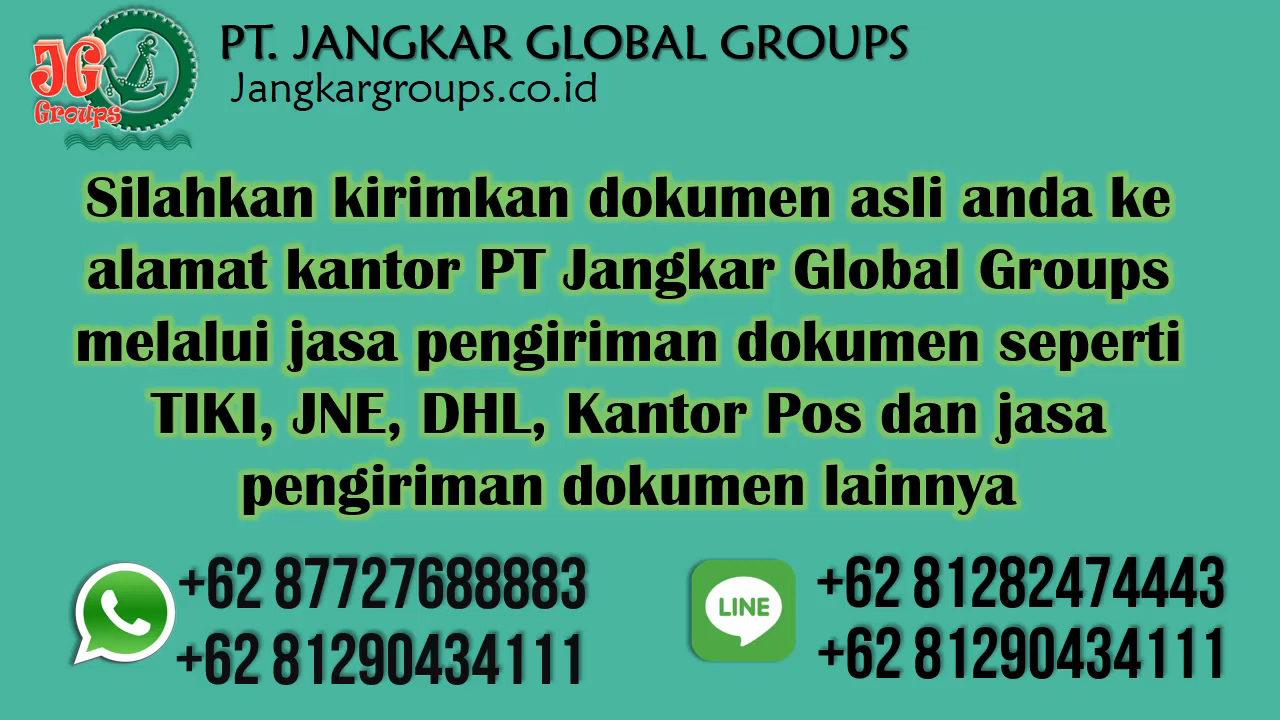 JG
Groups
PT. JANGKAR GLOBAL GROUPS
Jangkargroups.co.id
Silahkan kirimkan dokumen asli anda ke
alamat kantor PT Jangkar Global Groups
melalui jasa pengiriman dokumen seperti
TIKI, JNE, DHL, Kantor Pos dan jasa
pengiriman dokumen lainnya
+62 87727688883
+62 81290434111
LINE
+62 81282474443
+62 81290434111